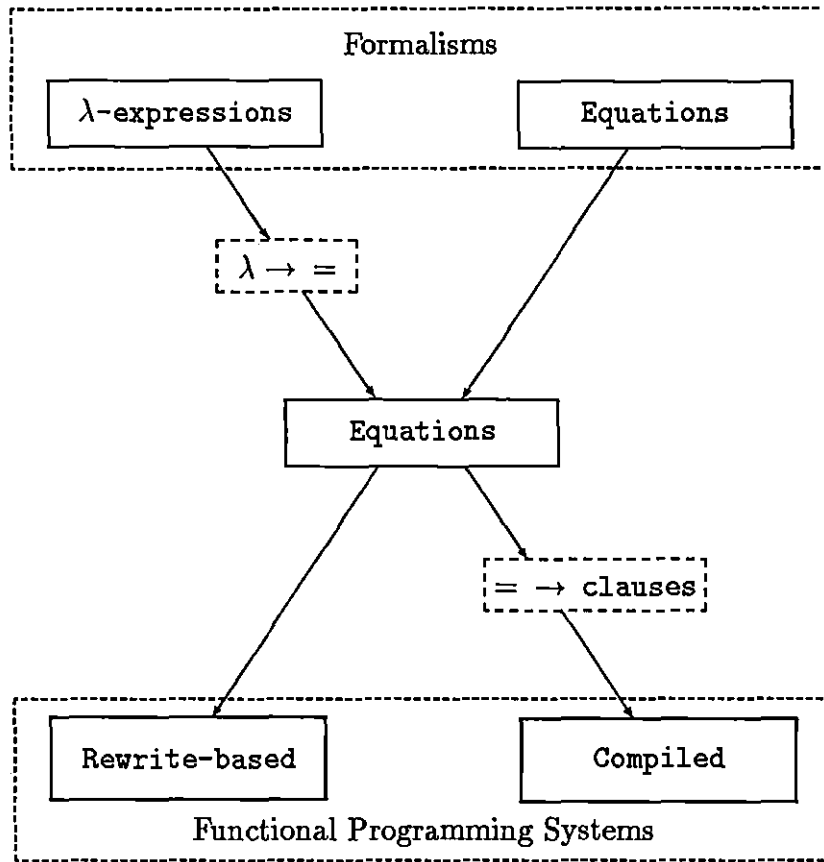 Formalisms
λ-expressions
Equations
λ → =
Equations
= → clauses
Rewrite-based
Compiled
Functional Programming Systems